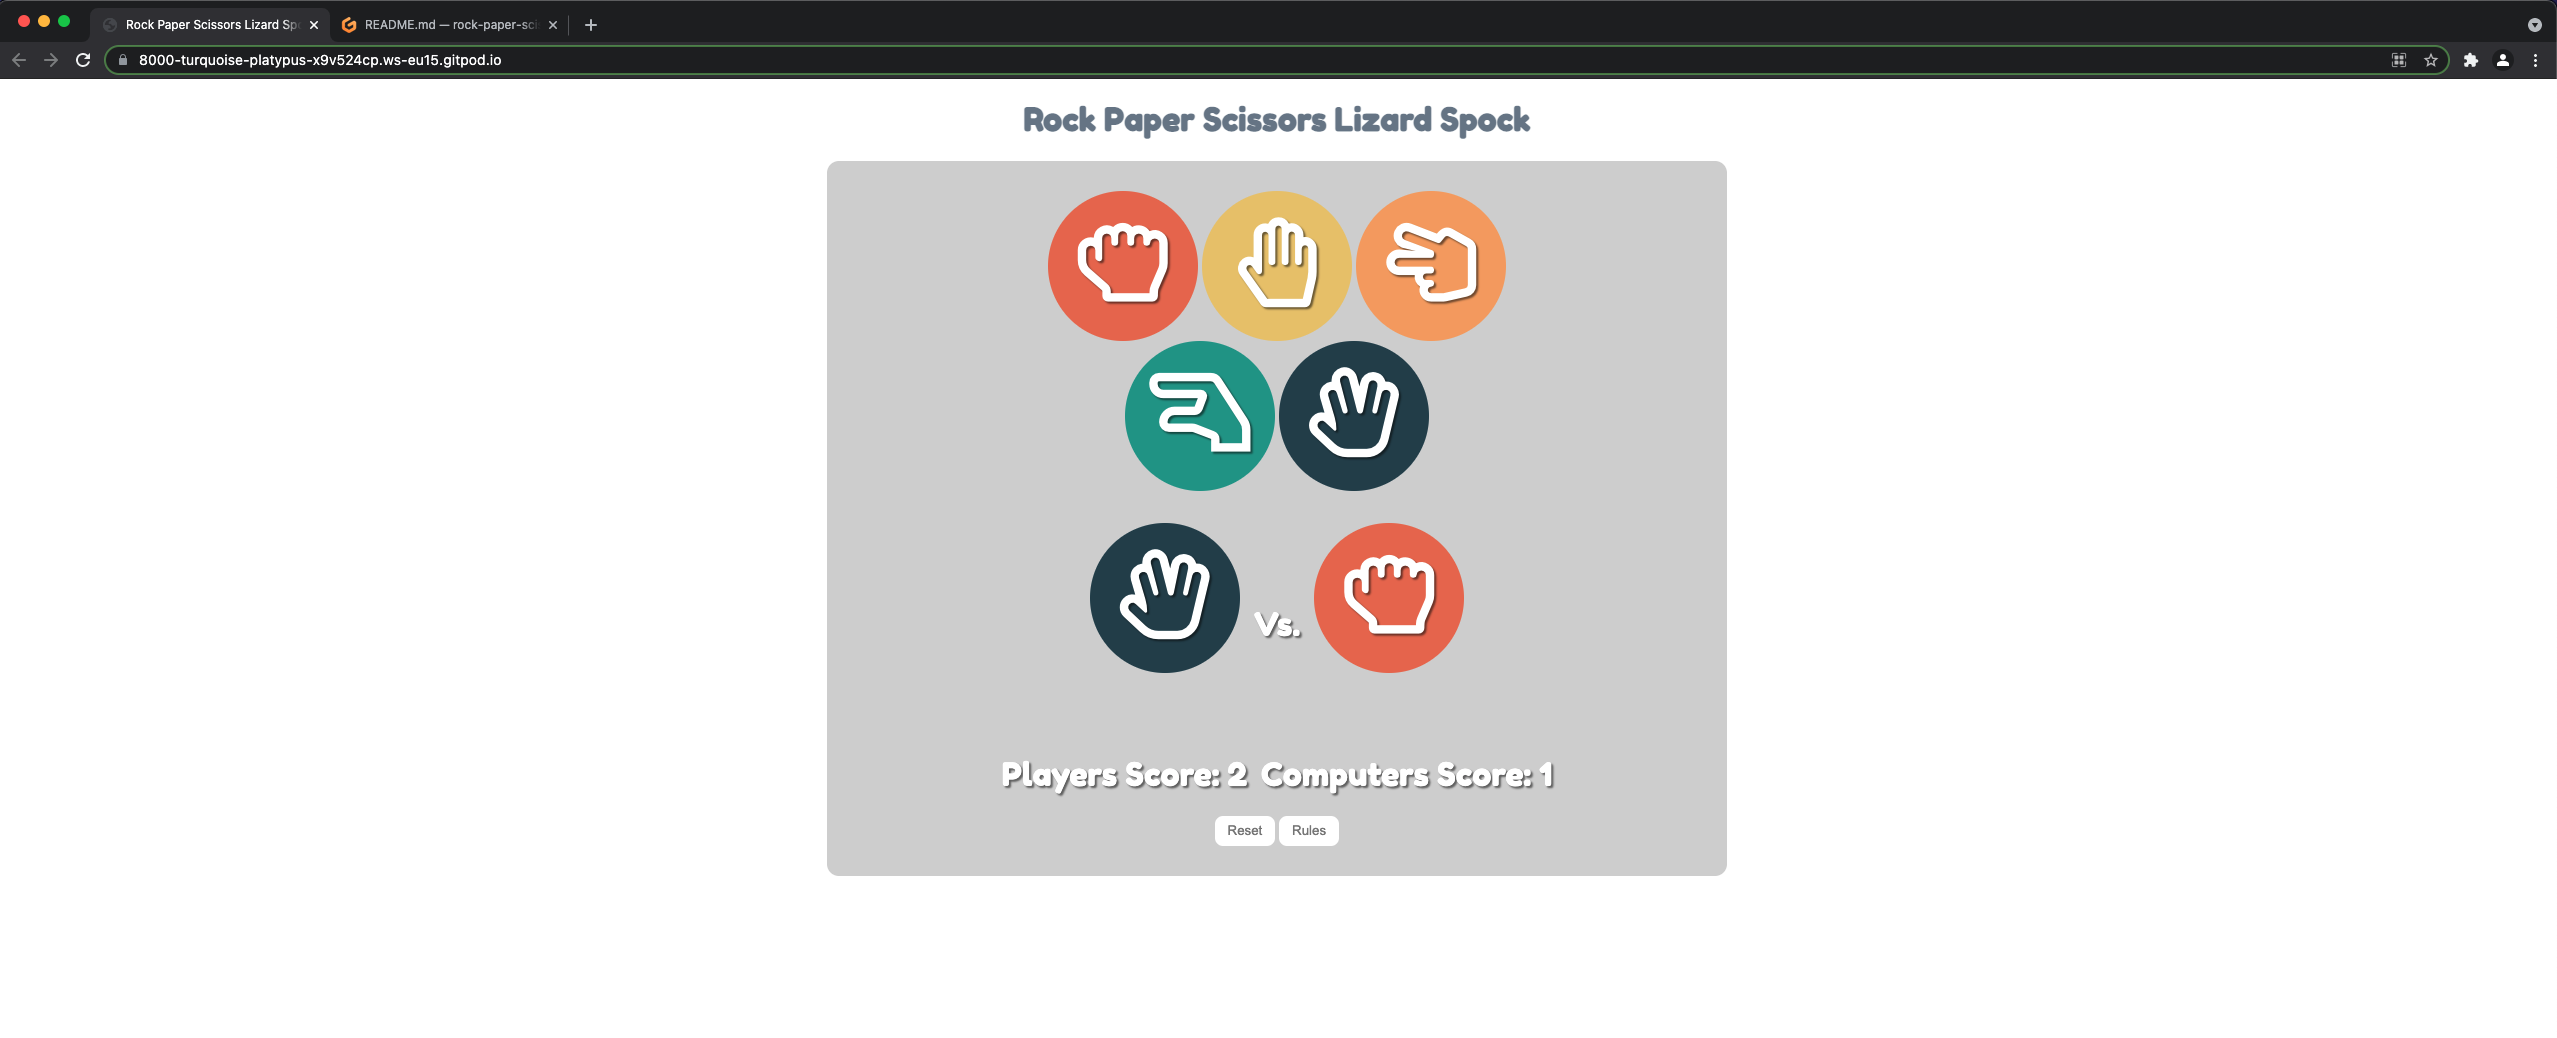 Rock Paper Scissors Lizard Sp
README.md — rock-paper-sci
8000-turquoise-platypus-x9v524cp.ws-eu15.gitpod.io
Rock Paper Scissors Lizard Spock
Vs.
Players Score: 2 Computers Score: 1
Reset Rules